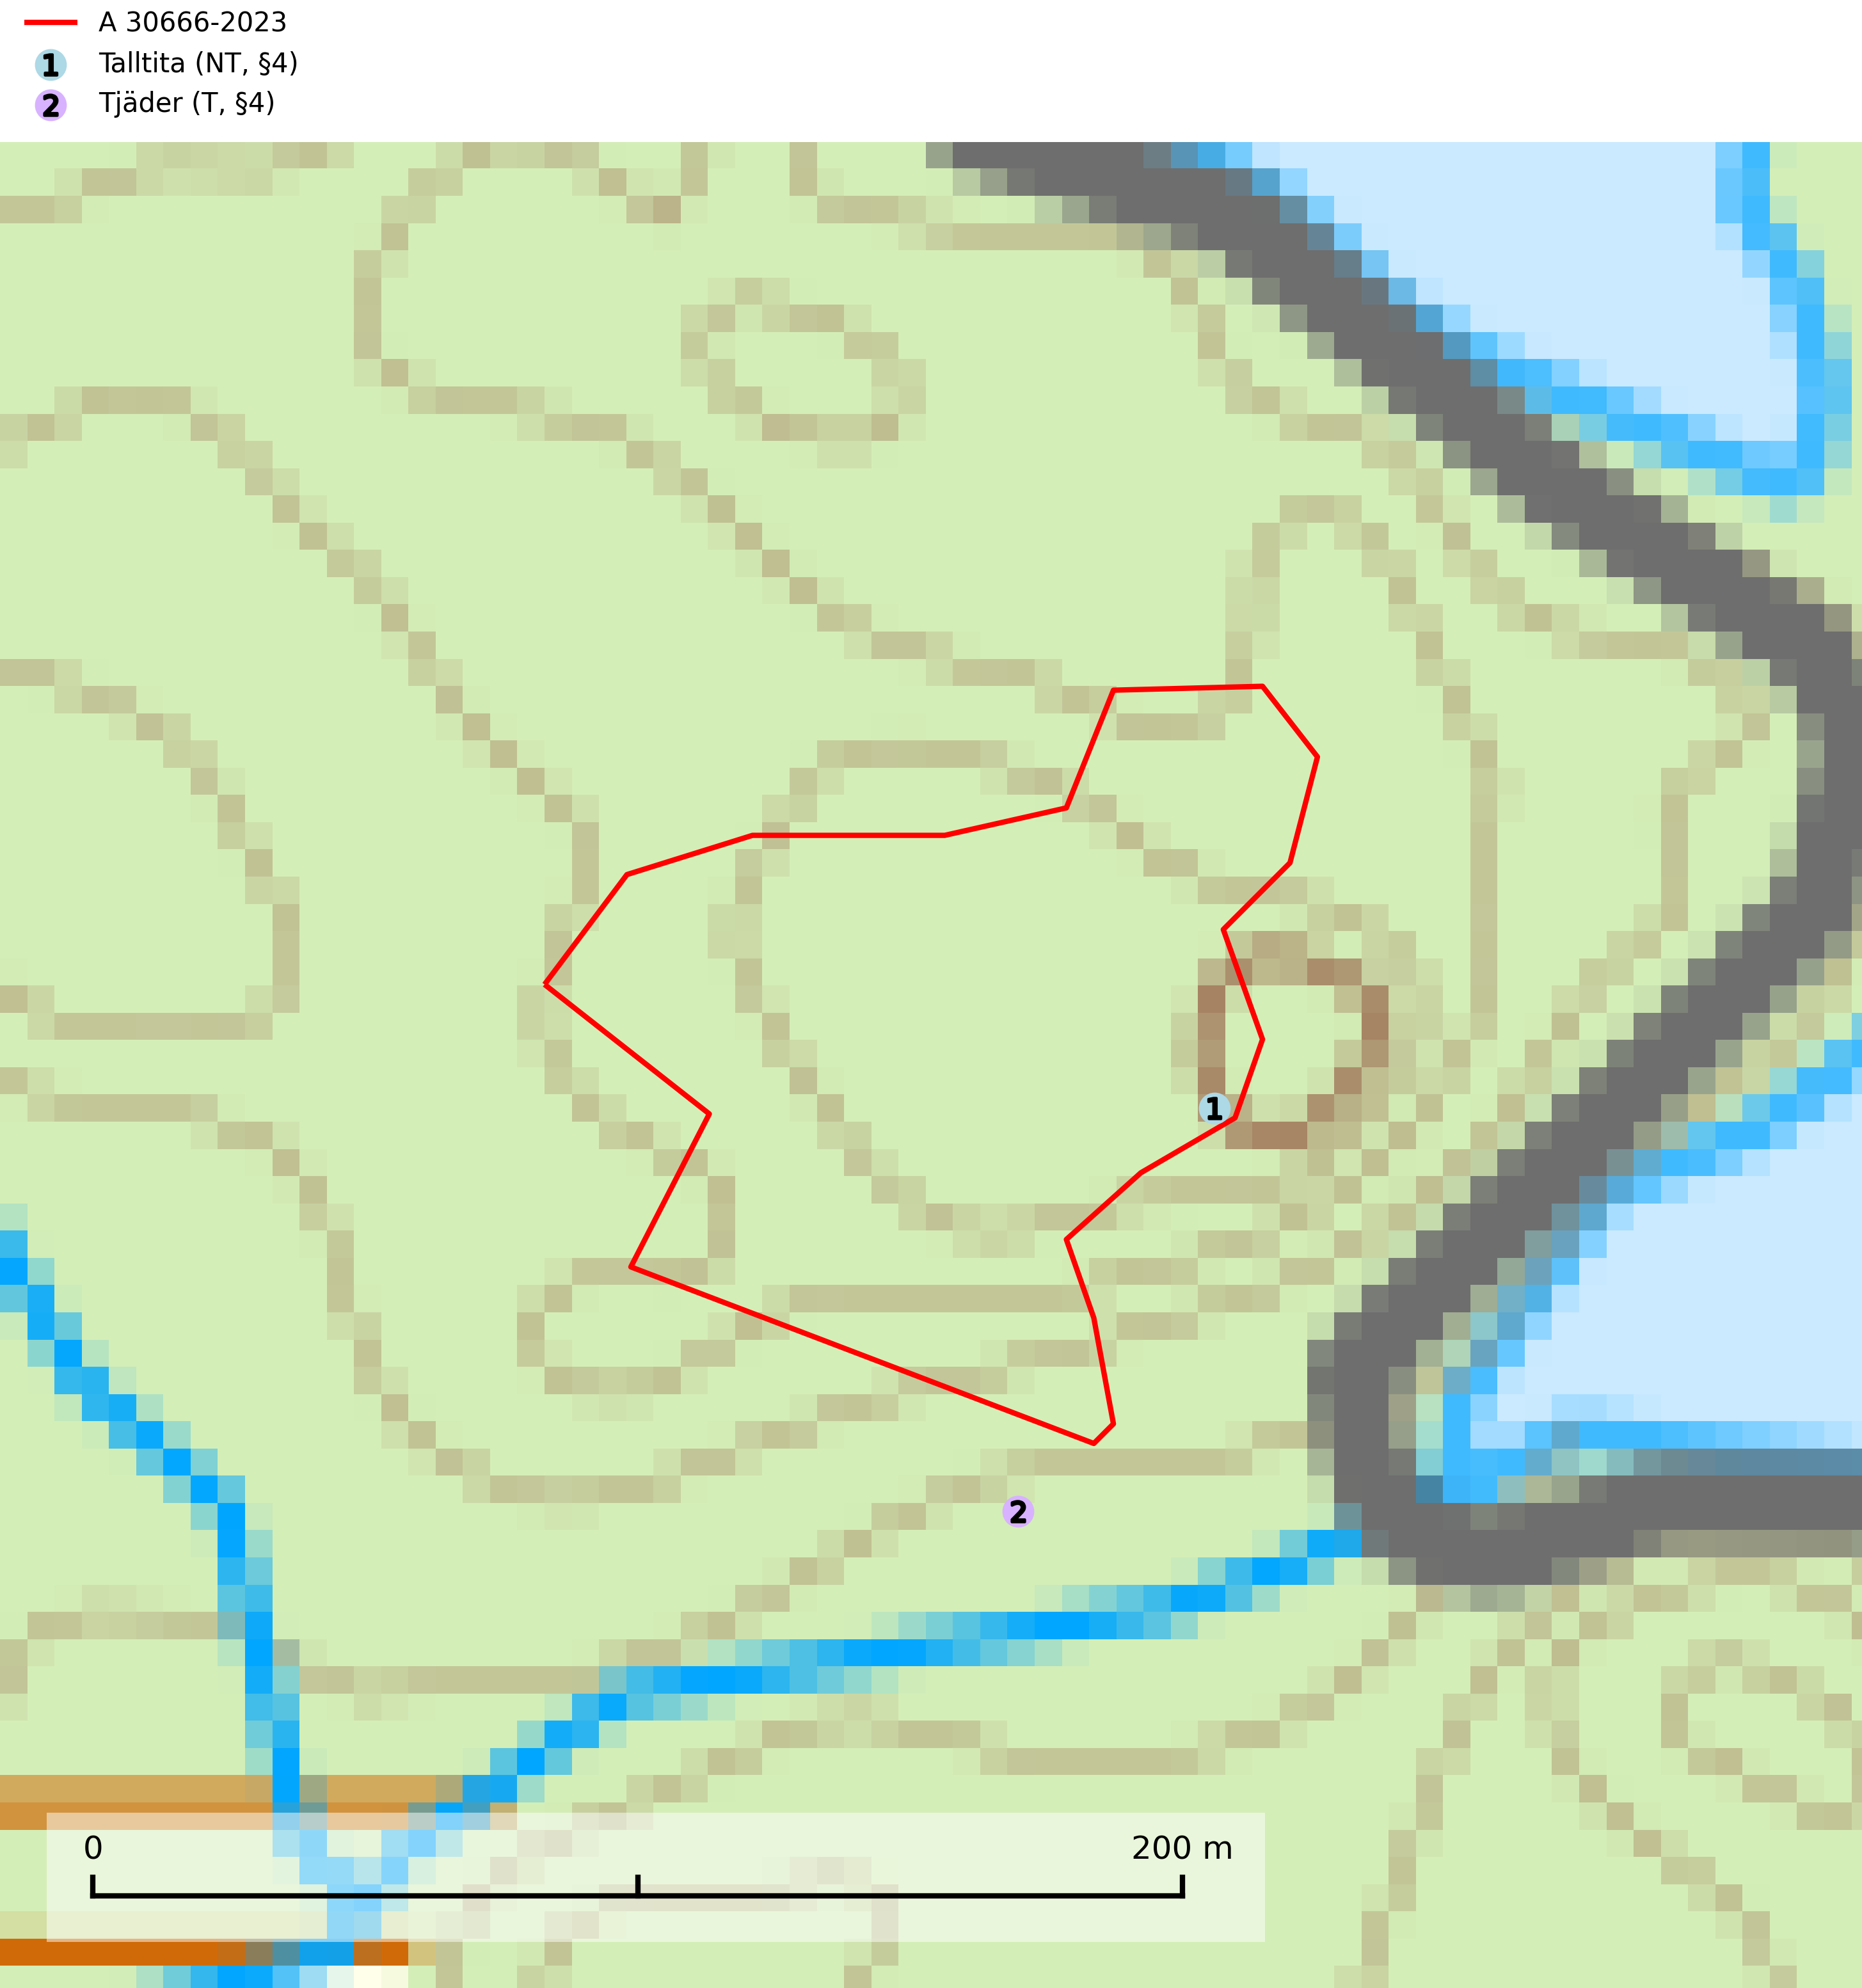 A 30666-2023
1 Talltita (NT, §4)
2 Tjäder (T, §4)
1
2
0 200 m